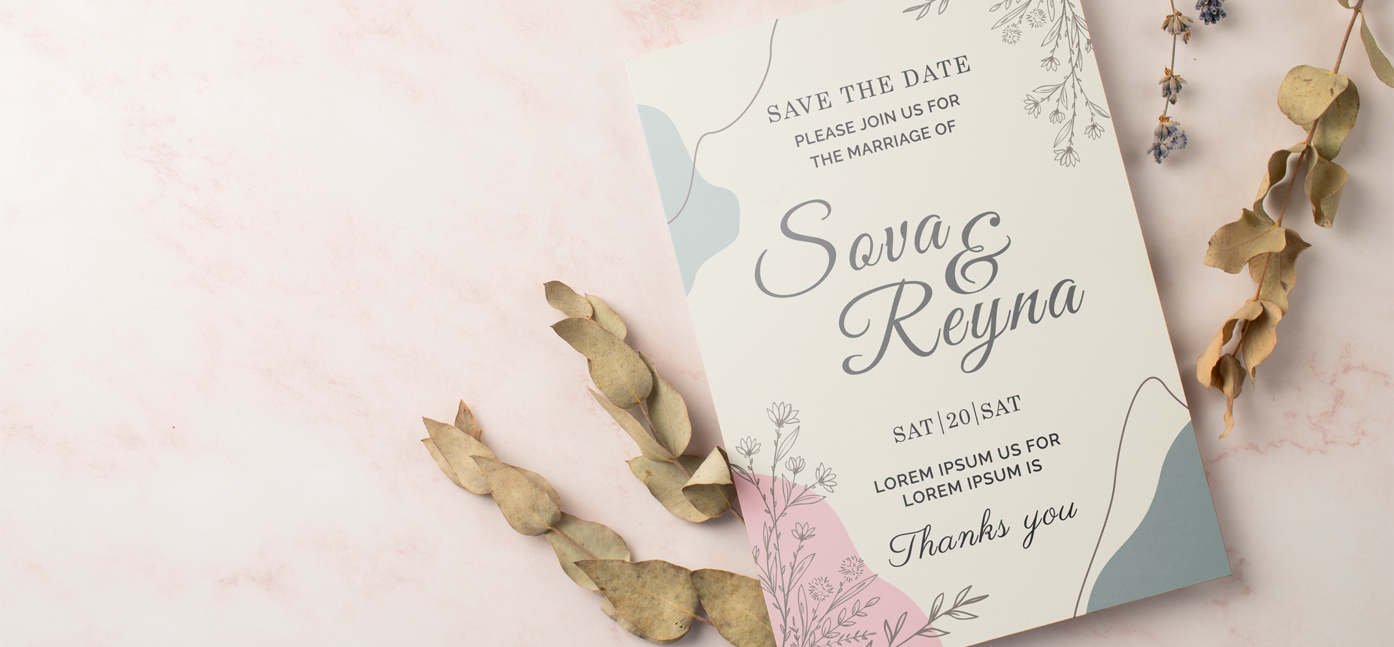 SAVE THE DATE
PLEASE JOIN US FOR
THE MARRIAGE OF
Sova &
Reyna
SAT|20|SAT
LOREM IPSUM US FOR
LOREM IPSUM IS
Thanks you